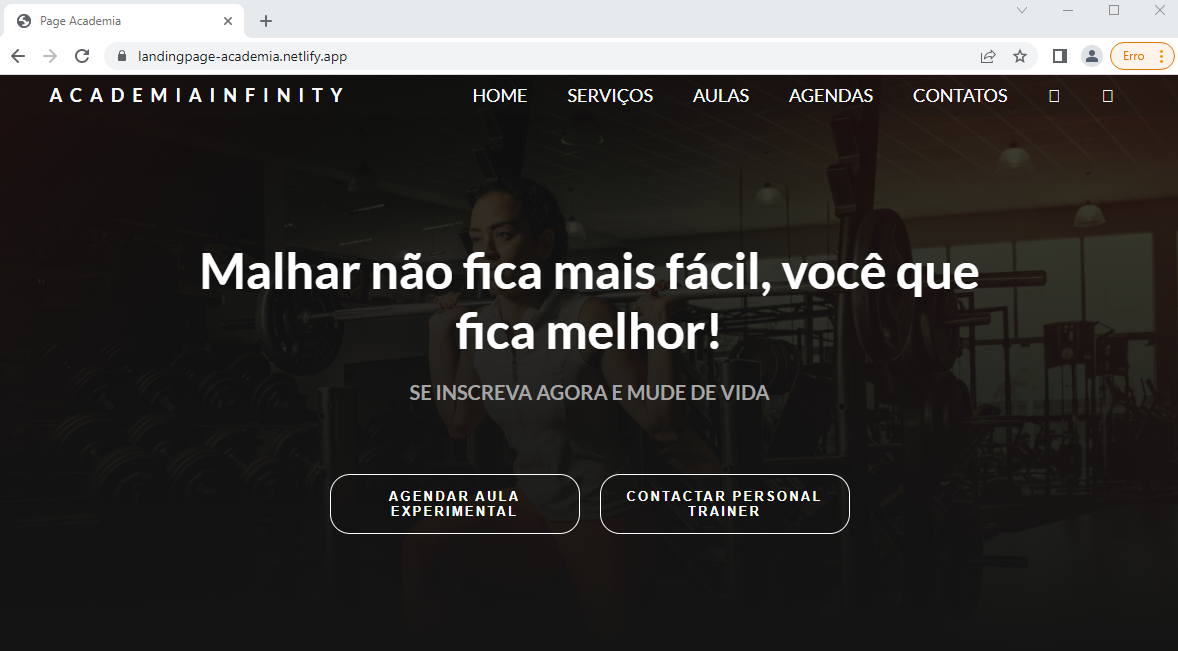 Page Academia
landingpage-academia.netlify.app
Erro
ACADEMIAINFINITY
HOME SERVIÇOS AULAS AGENDAS CONTATOS
Malhar não fica mais fácil, você que
fica melhor!
SE INSCREVA AGORA E MUDE DE VIDA
AGENDAR AULA
EXPERIMENTAL
CONTACTAR PERSONAL
TRAINER